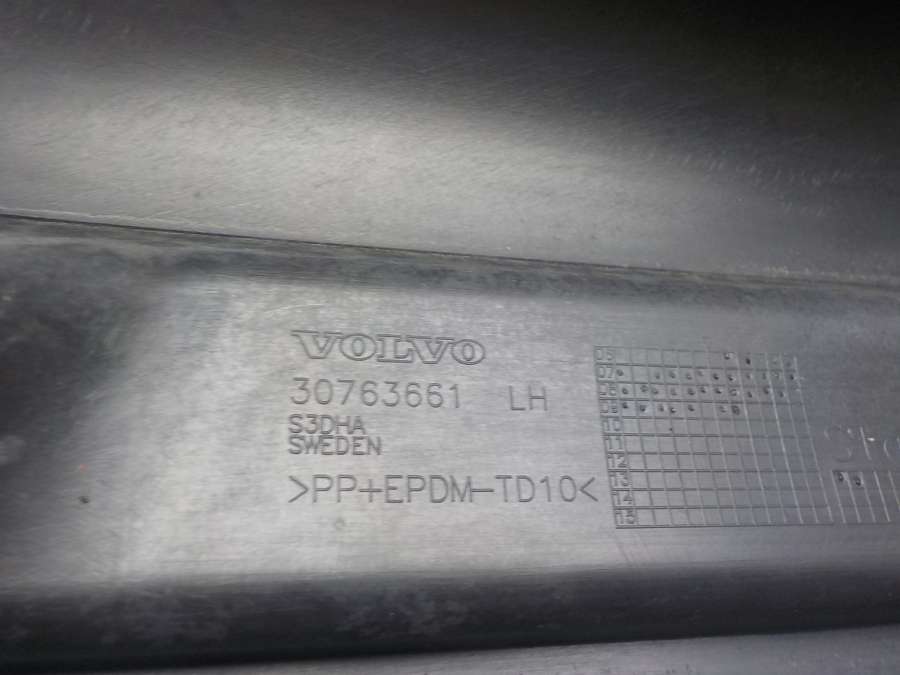 VOLVO
30763661 LH
S3DHA
SWEDEN
>PP+EPDM-TD10<
06
07
08
09
10
11
12
13
14
15